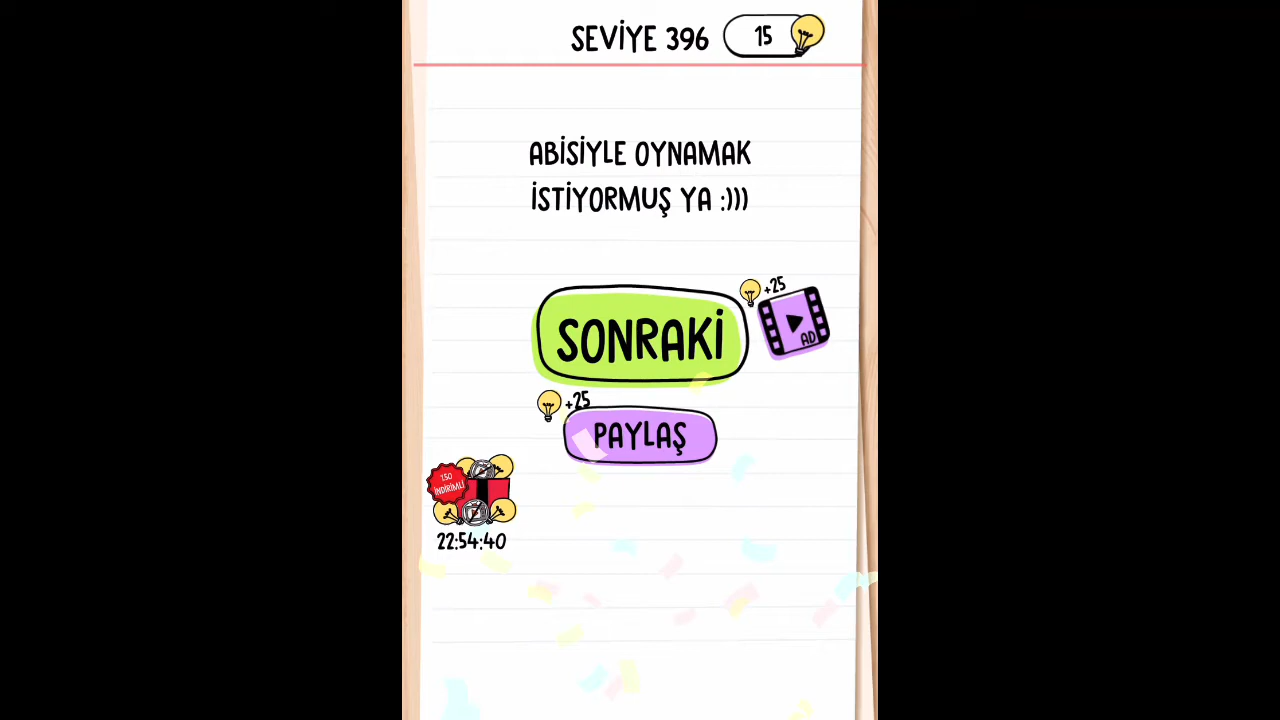 SEVİYE 396
15
ABİSİYLE OYNAMAK
İSTİYORMUŞ YA :)))
+25
SONRAKİ
AD
+25
PAYLAŞ
%50
İNDİRİMLİ
22:54:40